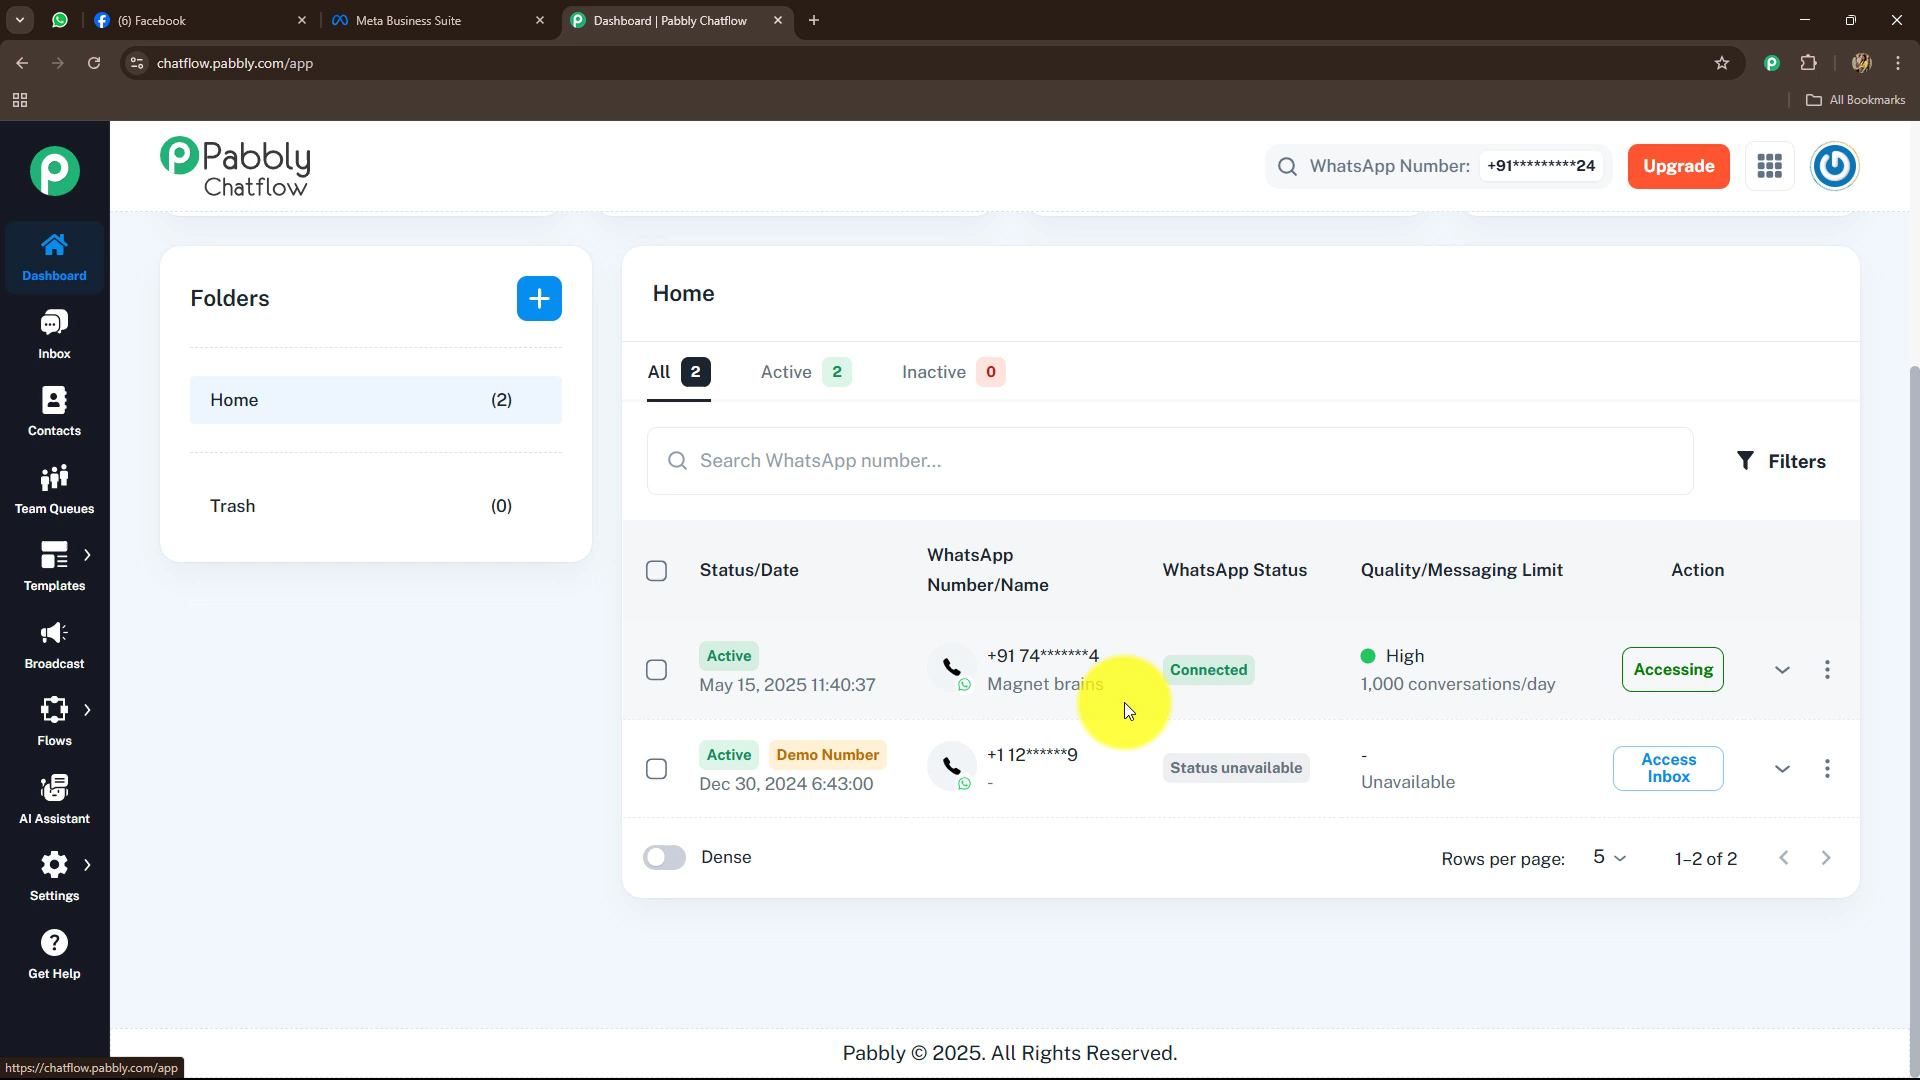 (6) Facebook
Meta Business Suite
Dashboard | Pabbly Chatflow
chatflow.pabbly.com/app
All Bookmarks
Pabbly
Chatflow
WhatsApp Number: +91*********24
Upgrade
Dashboard
Inbox
Contacts
Team Queues
Templates
Broadcast
Flows
AI Assistant
Settings
Get Help
Folders
Home (2)
Trash (0)
Home
All 2 Active 2 Inactive 0
Search WhatsApp number...
Filters
Status/Date
WhatsApp
Number/Name
WhatsApp Status
Quality/Messaging Limit
Action
Active
May 15, 2025 11:40:37
+91 74*******4
Magnet brains
Connected
High
1,000 conversations/day
Accessing
Active Demo Number
Dec 30, 2024 6:43:00
+1 12******9
-
Status unavailable
-
Unavailable
Access
Inbox
Dense
Rows per page: 5 1–2 of 2
Pabbly © 2025. All Rights Reserved.
https://chatflow.pabbly.com/app